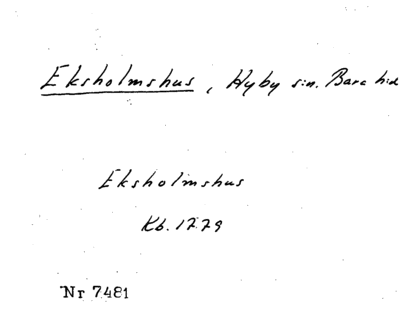 Eksholmshus, Hyby sn. Bara hd
Eksholmshus
Kb. 1779
Nr 7481